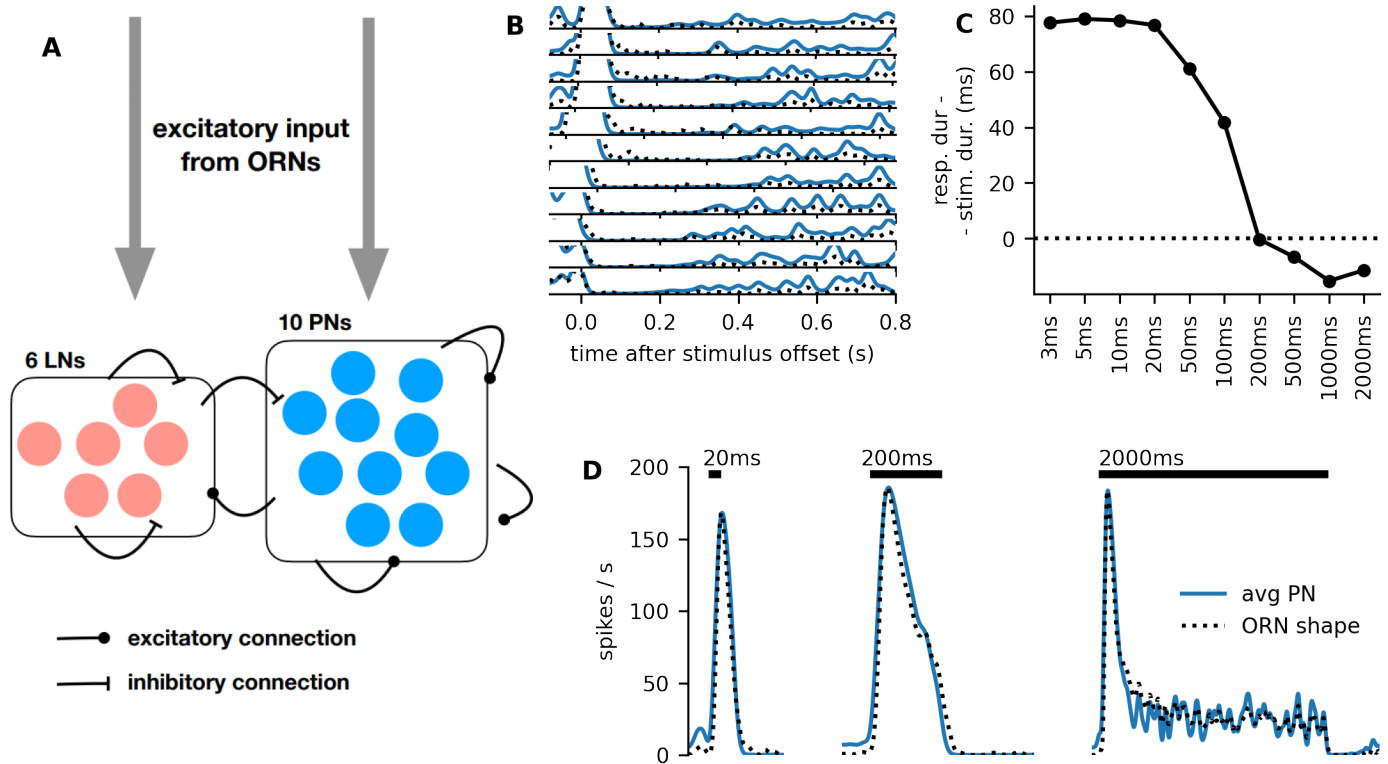 A
excitatory input
from ORNs
6 LNs
10 PNs
excitatory connection
inhibitory connection
B
0.0 0.2 0.4 0.6 0.8
time after stimulus offset (s)
C
resp. dur -
- stim. dur. (ms)
80
60
40
20
0
3ms 5ms 10ms 20ms 50ms 100ms 200ms 500ms 1000ms 2000ms
D
spikes / s
200
150
100
50
0
20ms 200ms 2000ms
avg PN
ORN shape